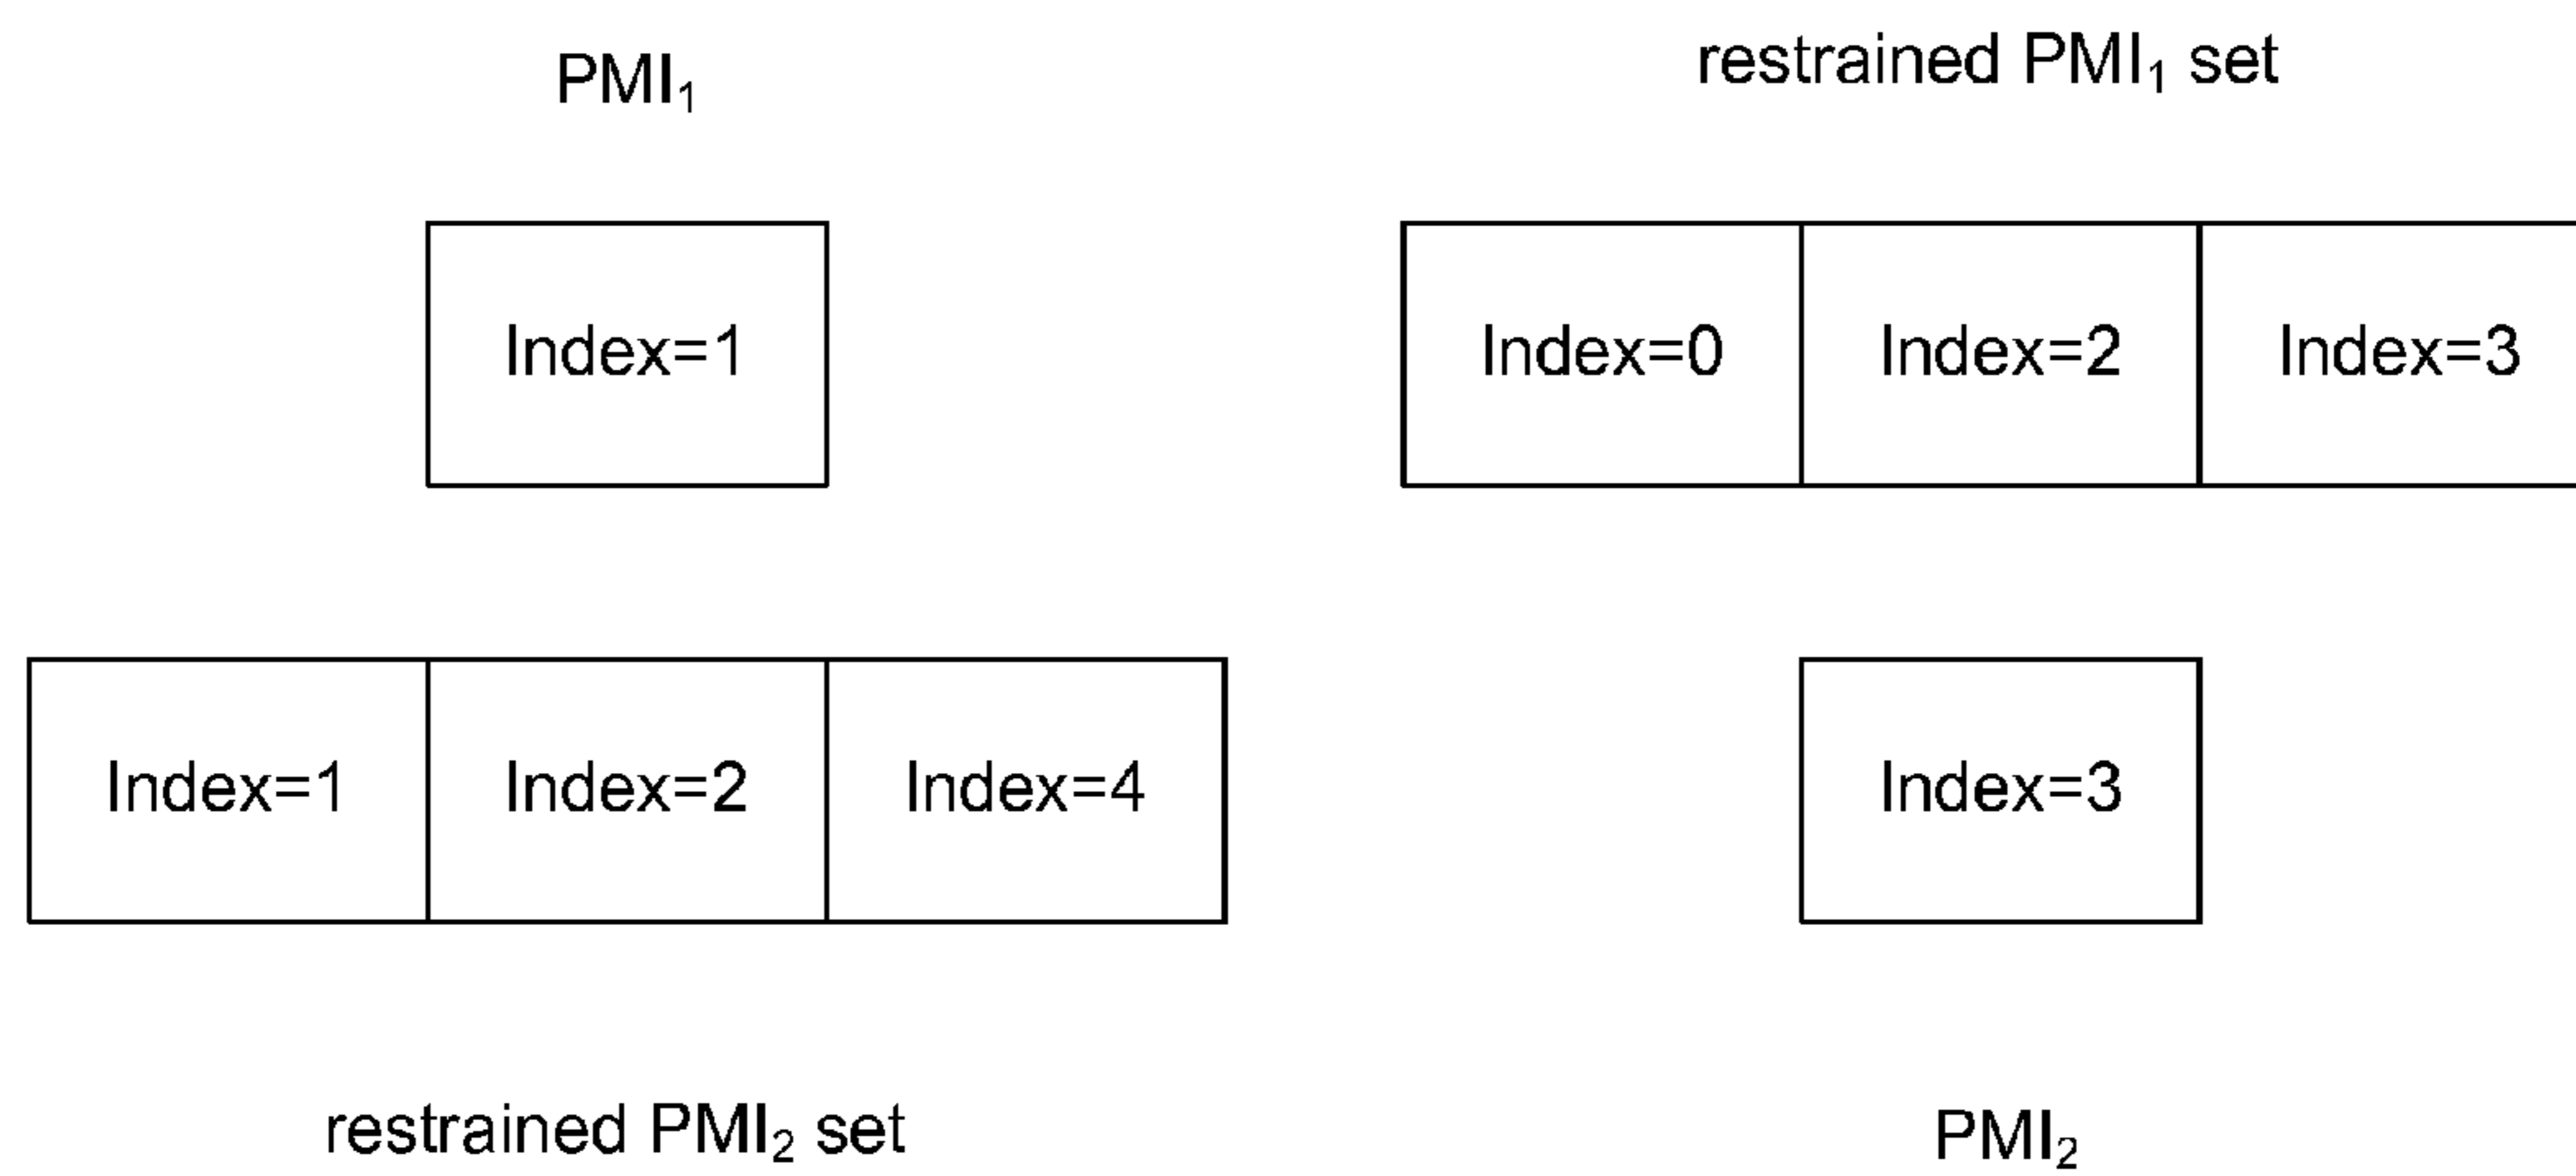 PMI₁
restrained PMI₁ set
Index=1
Index=0 Index=2 Index=3
Index=1 Index=2 Index=4
Index=3
restrained PMI₂ set
PMI₂